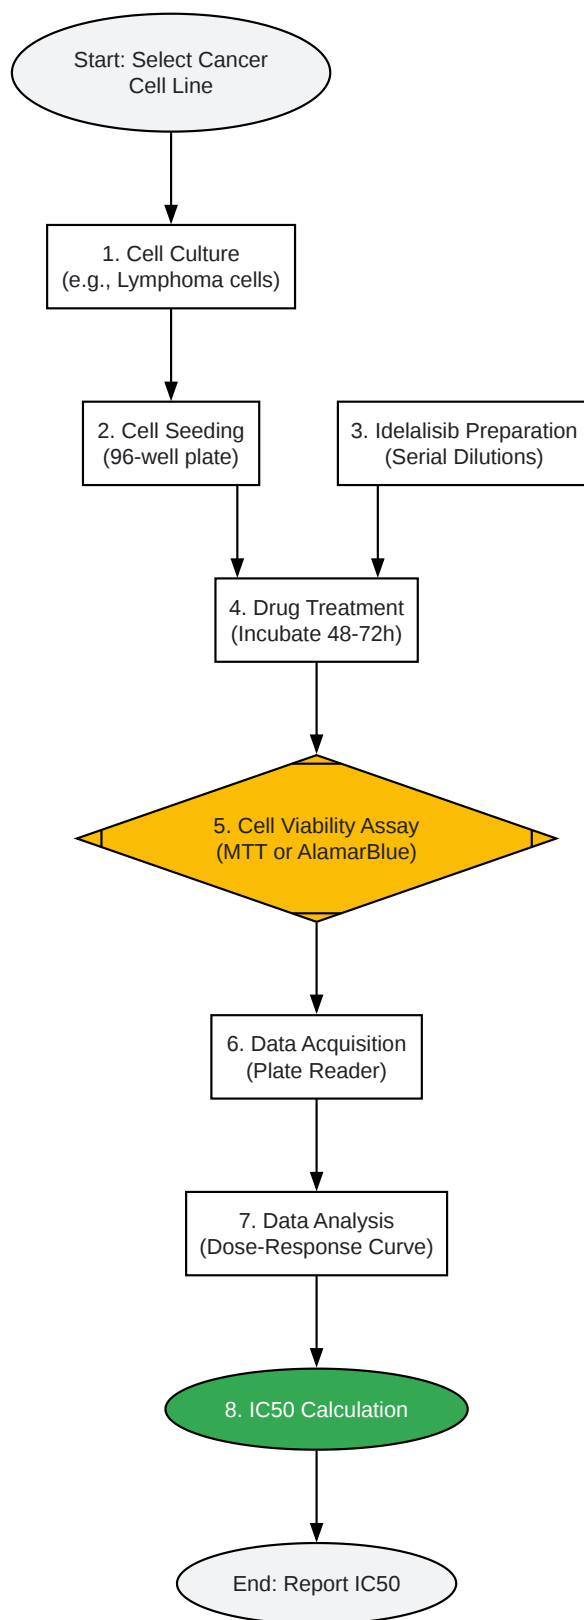 Start: Select Cancer
Cell Line
1. Cell Culture
(e.g., Lymphoma cells)
2. Cell Seeding
(96-well plate)
3. Idelalisib Preparation
(Serial Dilutions)
4. Drug Treatment
(Incubate 48-72h)
5. Cell Viability Assay
(MTT or AlamarBlue)
6. Data Acquisition
(Plate Reader)
7. Data Analysis
(Dose-Response Curve)
8. IC50 Calculation
End: Report IC50